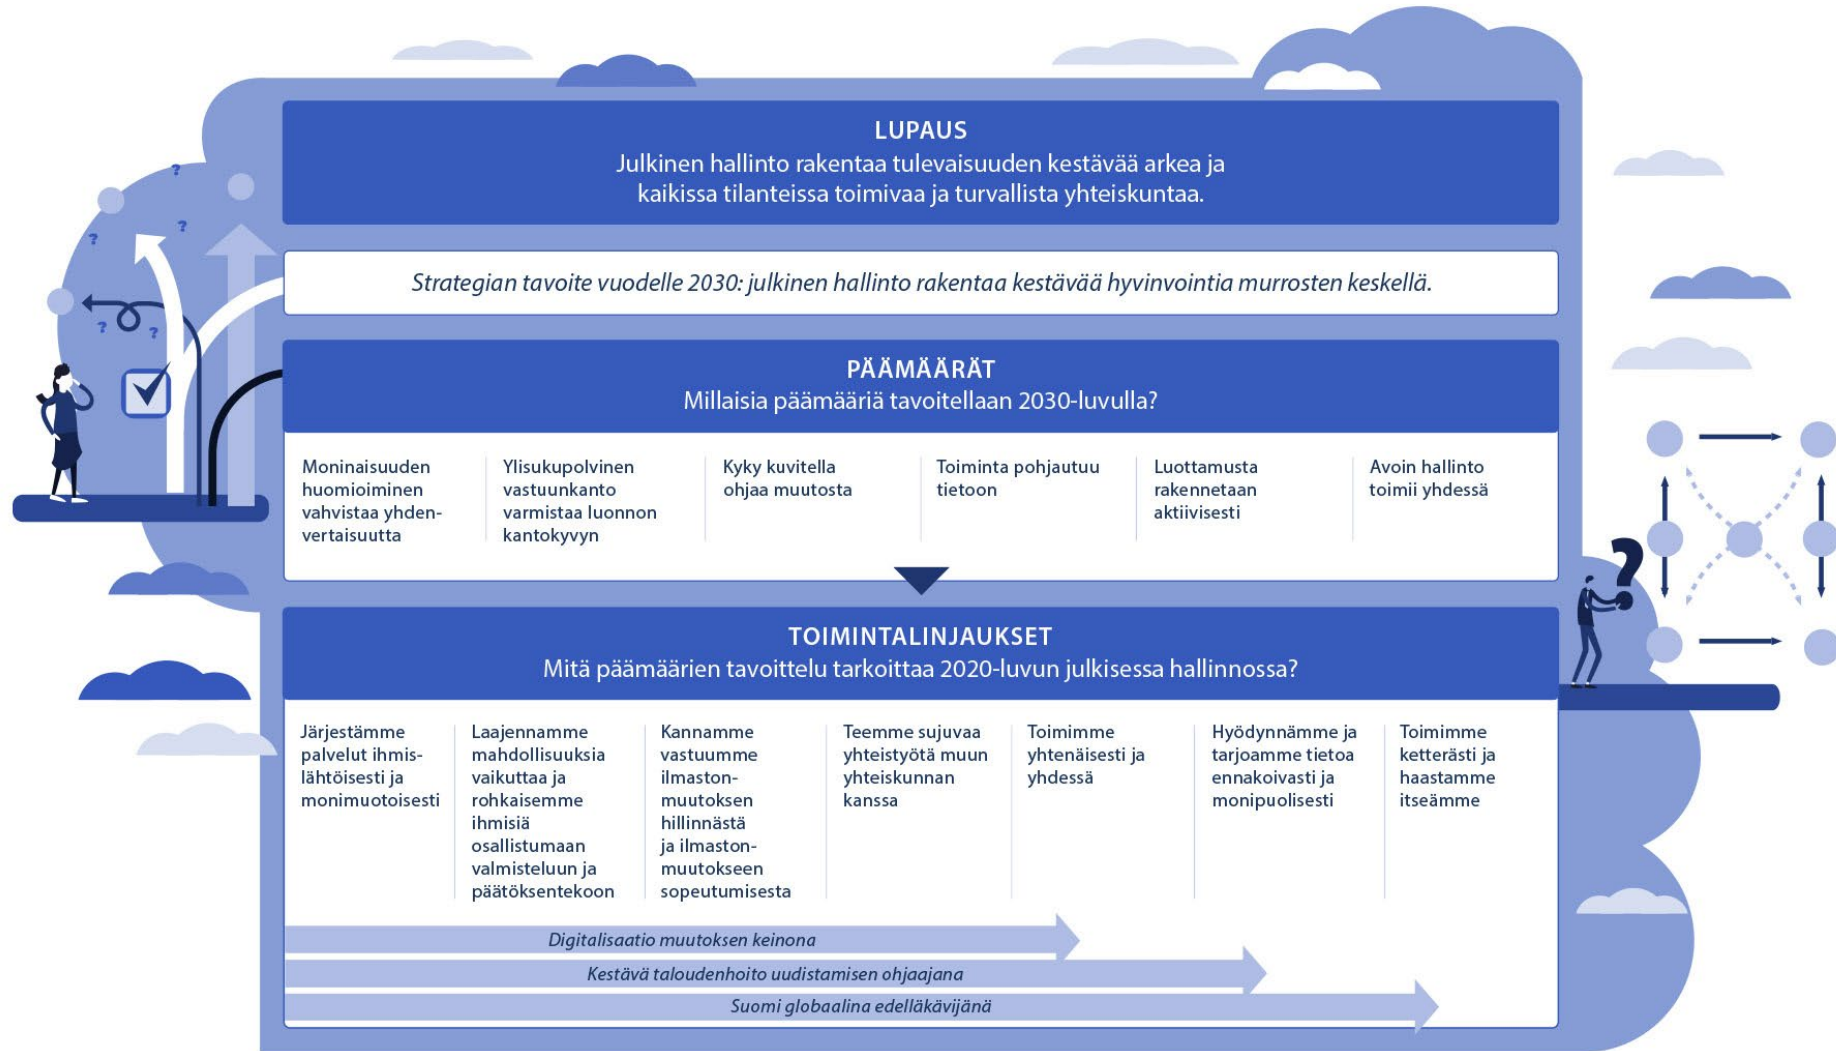 LUPAUS
Julkinen hallinto rakentaa tulevaisuuden kestävää arkea ja
kaikissa tilanteissa toimivaa ja turvallista yhteiskuntaa.
Strategian tavoite vuodelle 2030: julkinen hallinto rakentaa kestävää hyvinvointia murrosten keskellä.
PÄÄMÄÄRÄT
Millaisia päämääriä tavoitellaan 2030-luvulla?
Moninaisuuden
huomioiminen
vahvistaa yhden-
vertaisuutta
Ylisukupolvinen
vastuunkanto
varmistaa luonnon
kantokyvyn
Kyky kuvitella
ohjaa muutosta
Toiminta pohjautuu
tietoon
Luottamusta
rakennetaan
aktiivisesti
Avoin hallinto
toimii yhdessä
TOIMINTALINJAUKSET
Mitä päämäärien tavoittelu tarkoittaa 2020-luvun julkisessa hallinnossa?
Järjestämme
palvelut ihmis-
lähtöisesti ja
monimuotoisesti
Laajennamme
mahdollisuuksia
vaikuttaa ja
rohkaisemme
ihmisiä
osallistumaan
valmisteluun ja
päätöksentekoon
Kannamme
vastuumme
ilmaston-
muutoksen
hillinnästä
ja ilmaston-
muutokseen
sopeutumisesta
Teemme sujuvaa
yhteistyötä muun
yhteiskunnan
kanssa
Toimimme
yhtenäisesti ja
yhdessä
Hyödynnämme ja
tarjoamme tietoa
ennakoivasti ja
monipuolisesti
Toimimme
ketterästi ja
haastamme
itseämme
Digitalisaatio muutoksen keinona
Kestävä taloudenhoito uudistamisen ohjaajana
Suomi globaalina edelläkävijänä